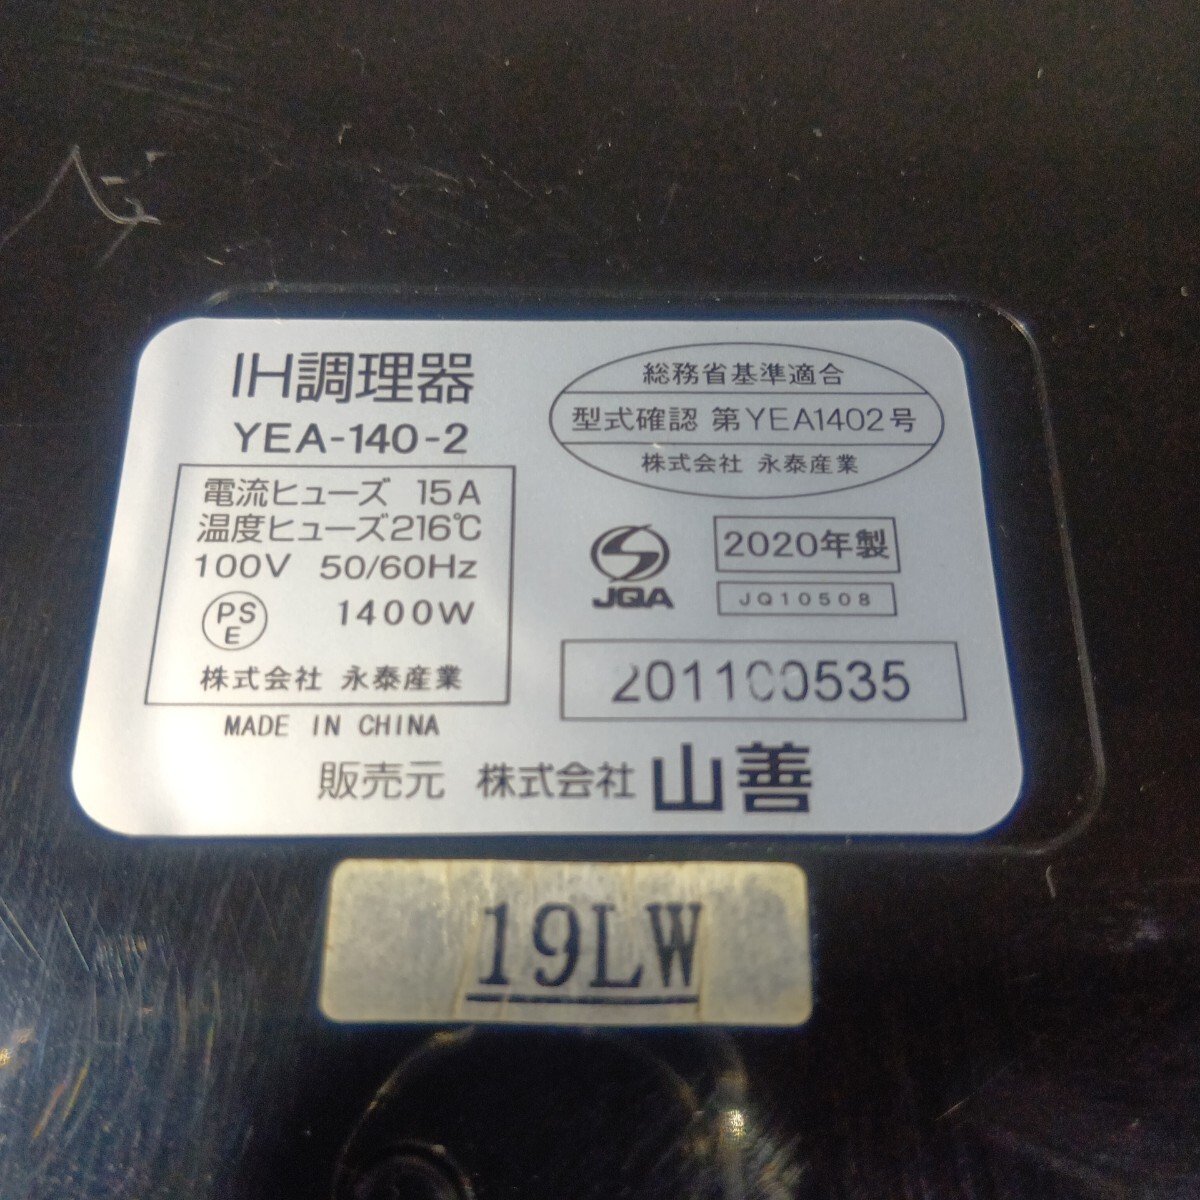 IH調理器
YEA-140-2
電流ヒューズ 15A
温度ヒューズ216℃
100V 50/60Hz
PS
E
1400W
株式会社 永泰産業
MADE IN CHINA
総務省基準適合
型式確認 第YEA1402号
株式会社 永泰産業
JQA
2020年製
JQ10508
201100535
販売元 株式会社 山善
19LW